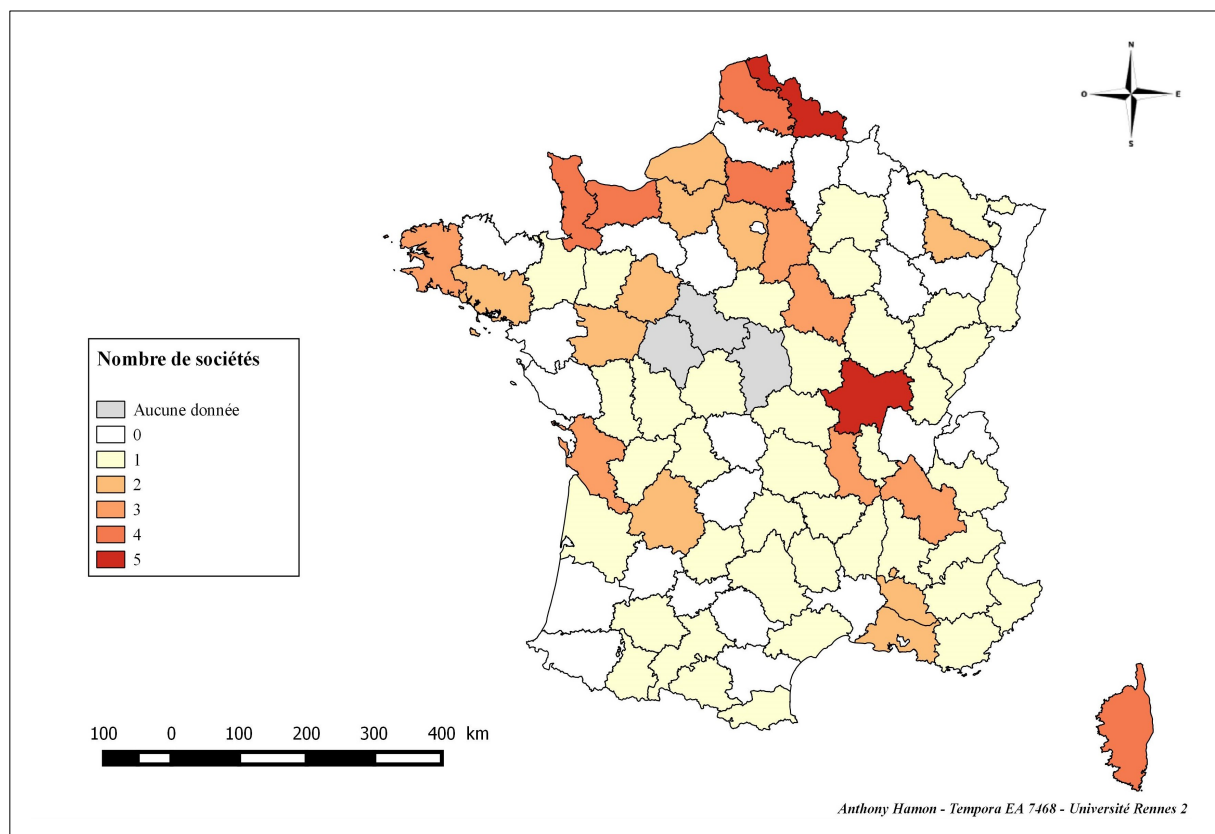 N
O
E
S
Nombre de sociétés
Aucune donnée
0
1
2
3
4
5
100 0 100 200 300 400 km
Anthony Hamon - Tempora EA 7468 - Université Rennes 2